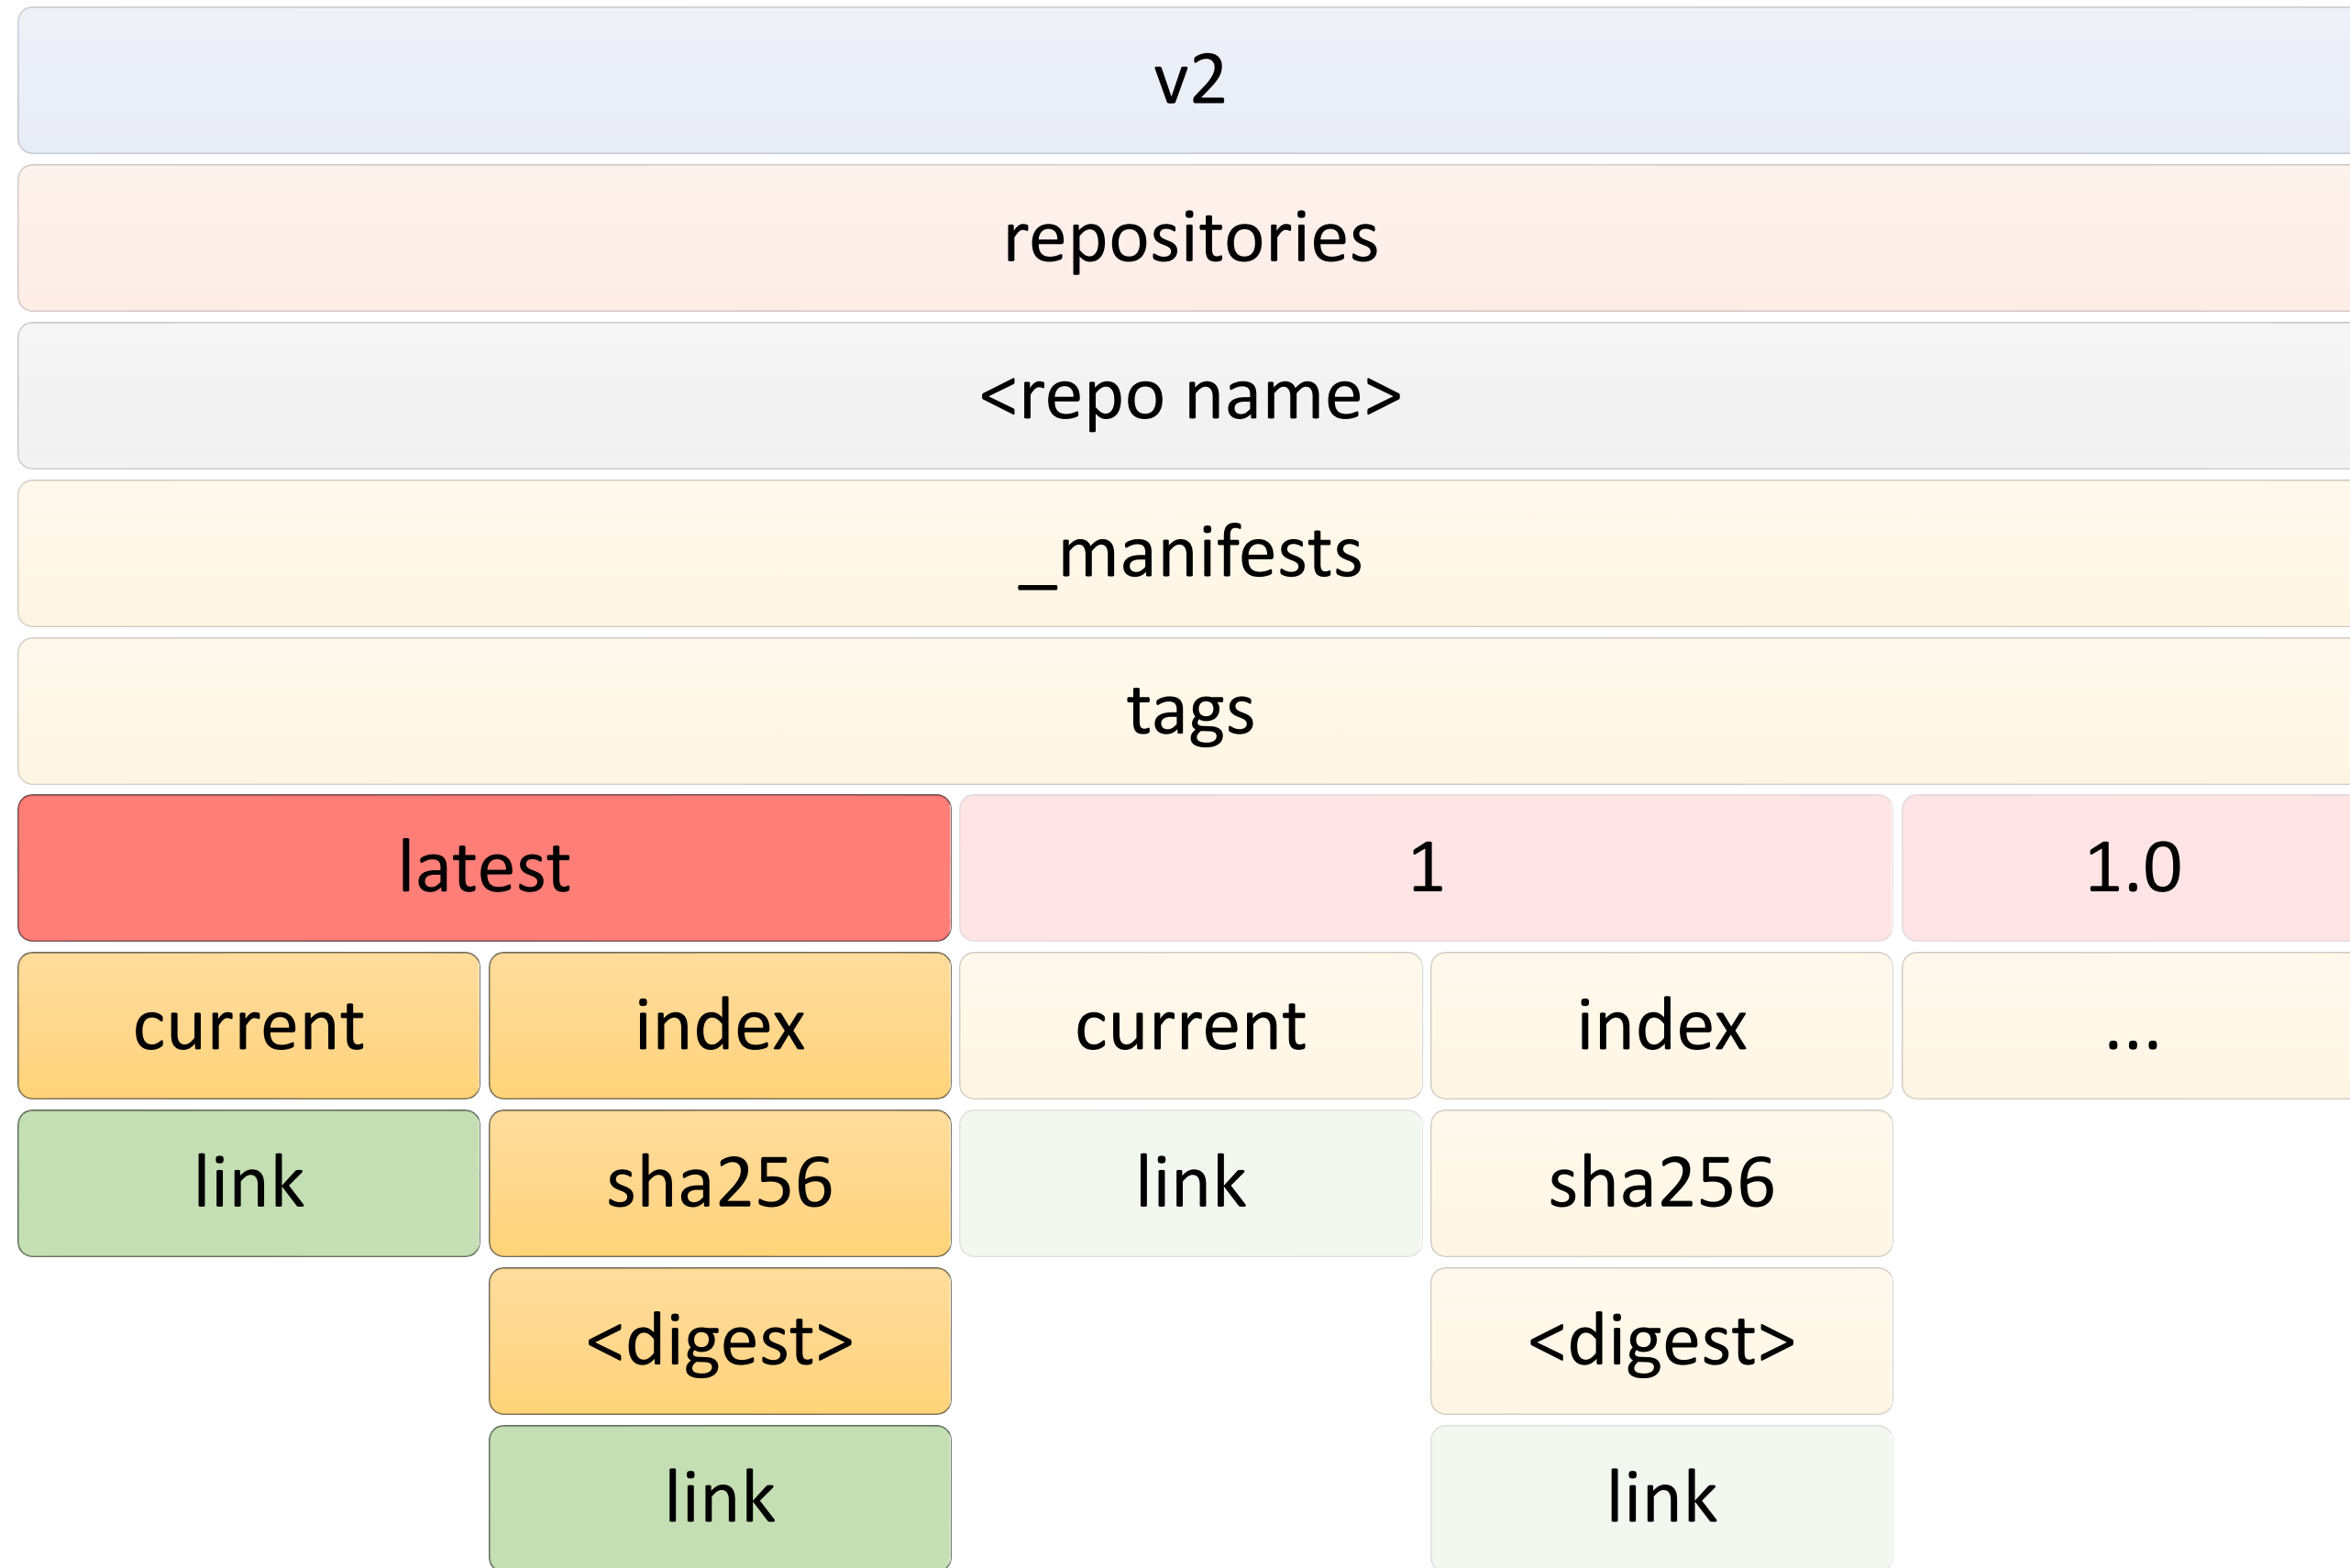 v2
repositories
<repo name>
_manifests
tags
latest 1 1.0
current index current index ...
link sha256 link sha256
<digest> <digest>
link link